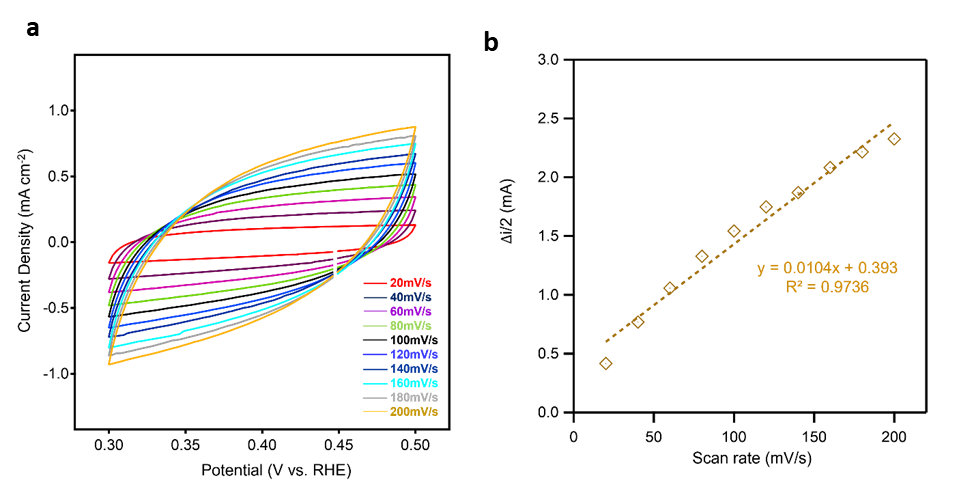 a
Current Density (mA cm-2)
1.0
0.5
0.0
-0.5
-1.0
0.30
0.35
0.40
0.45
0.50
Potential (V vs. RHE)
20mV/s
40mV/s
60mV/s
80mV/s
100mV/s
120mV/s
140mV/s
160mV/s
180mV/s
200mV/s
b
Δi/2 (mA)
3.0
2.5
2.0
1.5
1.0
0.5
0.0
0
50
100
150
200
Scan rate (mV/s)
y = 0.0104x + 0.393
R² = 0.9736